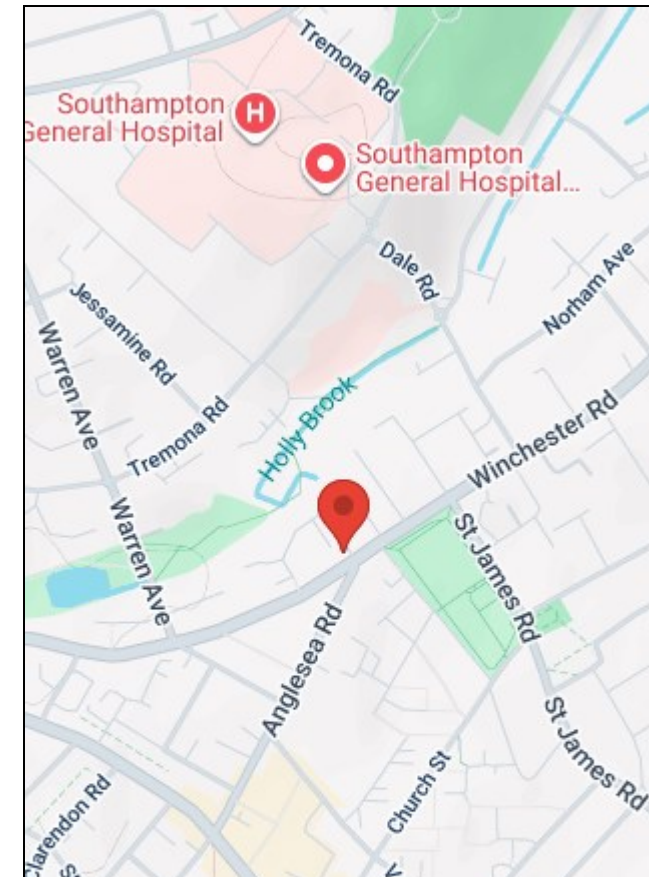 Tremona Rd
Southampton
General Hospital
H
Southampton
General Hospital...
Dale Rd
Norham Ave
Jessamine Rd
Warren Ave
Tremona Rd
Holly Brook
Winchester Rd
Warren Ave
St James Rd
Anglesea Rd
St James Rd
Church St
Clarendon Rd